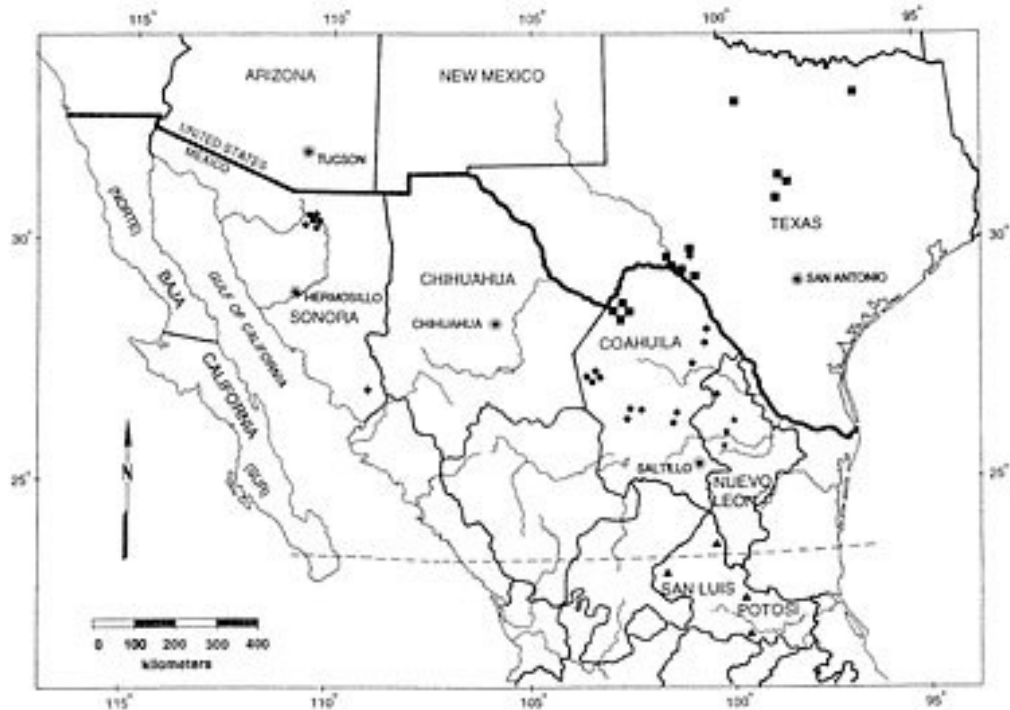 115° 110° 105° 100° 95°
ARIZONA
NEW MEXICO
UNITED STATES
MEXICO
TUCSON
TEXAS
30° 30°
(NORTE)
BAJA
GULF OF CALIFORNIA
CHIHUAHUA
SAN ANTONIO
HERMOSILLO
SONORA
CHIHUAHUA
COAHUILA
CALIFORNIA
(SUR)
N
SALTILLO
25° 25°
NUEVO
LEON
SAN LUIS
POTOSI
0 100 200 300 400
kilometers
115° 110° 105° 100° 95°